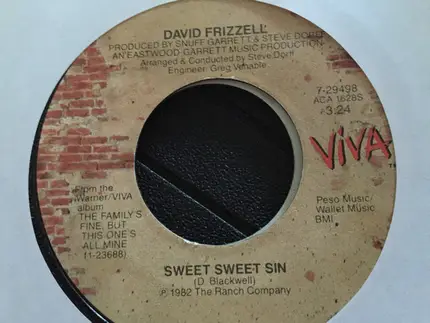 DAVID FRIZZELL
PRODUCED BY SNUFF GARRETT & STEVE DORFF
AN EASTWOOD-GARRETT MUSIC PRODUCTION
Arranged & Conducted by Steve Dorff
Engineer: Greg Venable
7-29498
ACA 1628S
3:24
VIVA
TM
From the
Warner/VIVA
album
THE FAMILY'S
FINE, BUT
THIS ONE'S
ALL MINE
(1-23688)
Peso Music/
Wallet Music
BMI
SWEET SWEET SIN
(D. Blackwell)
℗ 1982 The Ranch Company